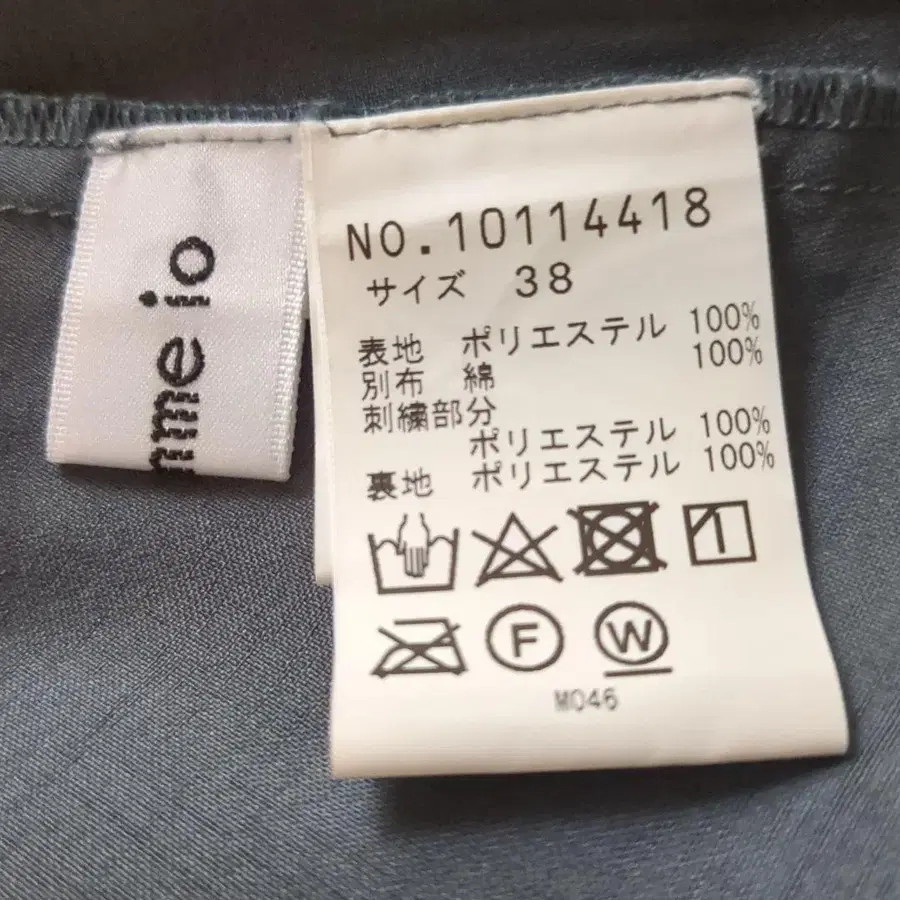 mme io
NO.10114418
サイズ 38
表地 ポリエステル 100%
別布 綿 100%
刺繍部分
ポリエステル 100%
裏地 ポリエステル 100%
F W
M046